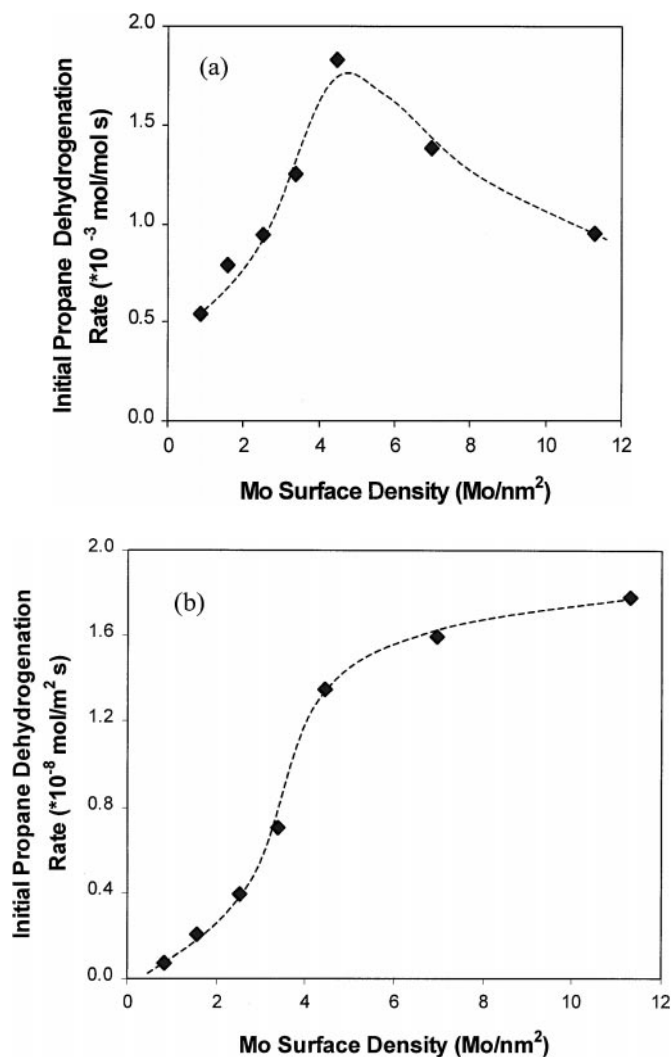 (a)
Initial Propane Dehydrogenation
Rate (*10 -3 mol/mol s)
2.0
1.5
1.0
0.5
0.0
0 2 4 6 8 10 12
Mo Surface Density (Mo/nm2)
(b)
Initial Propane Dehydrogenation
Rate (*10-8 mol/m2 s)
2.0
1.6
1.2
0.8
0.4
0.0
0 2 4 6 8 10 12
Mo Surface Density (Mo/nm2)